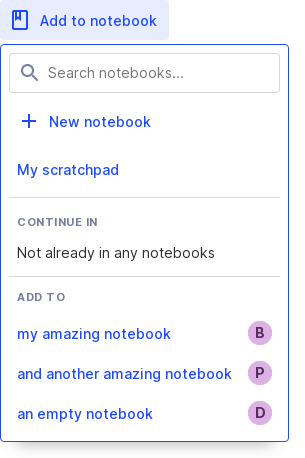 Add to notebook
Search notebooks...
New notebook
My scratchpad
CONTINUE IN
Not already in any notebooks
ADD TO
my amazing notebook B
and another amazing notebook P
an empty notebook D